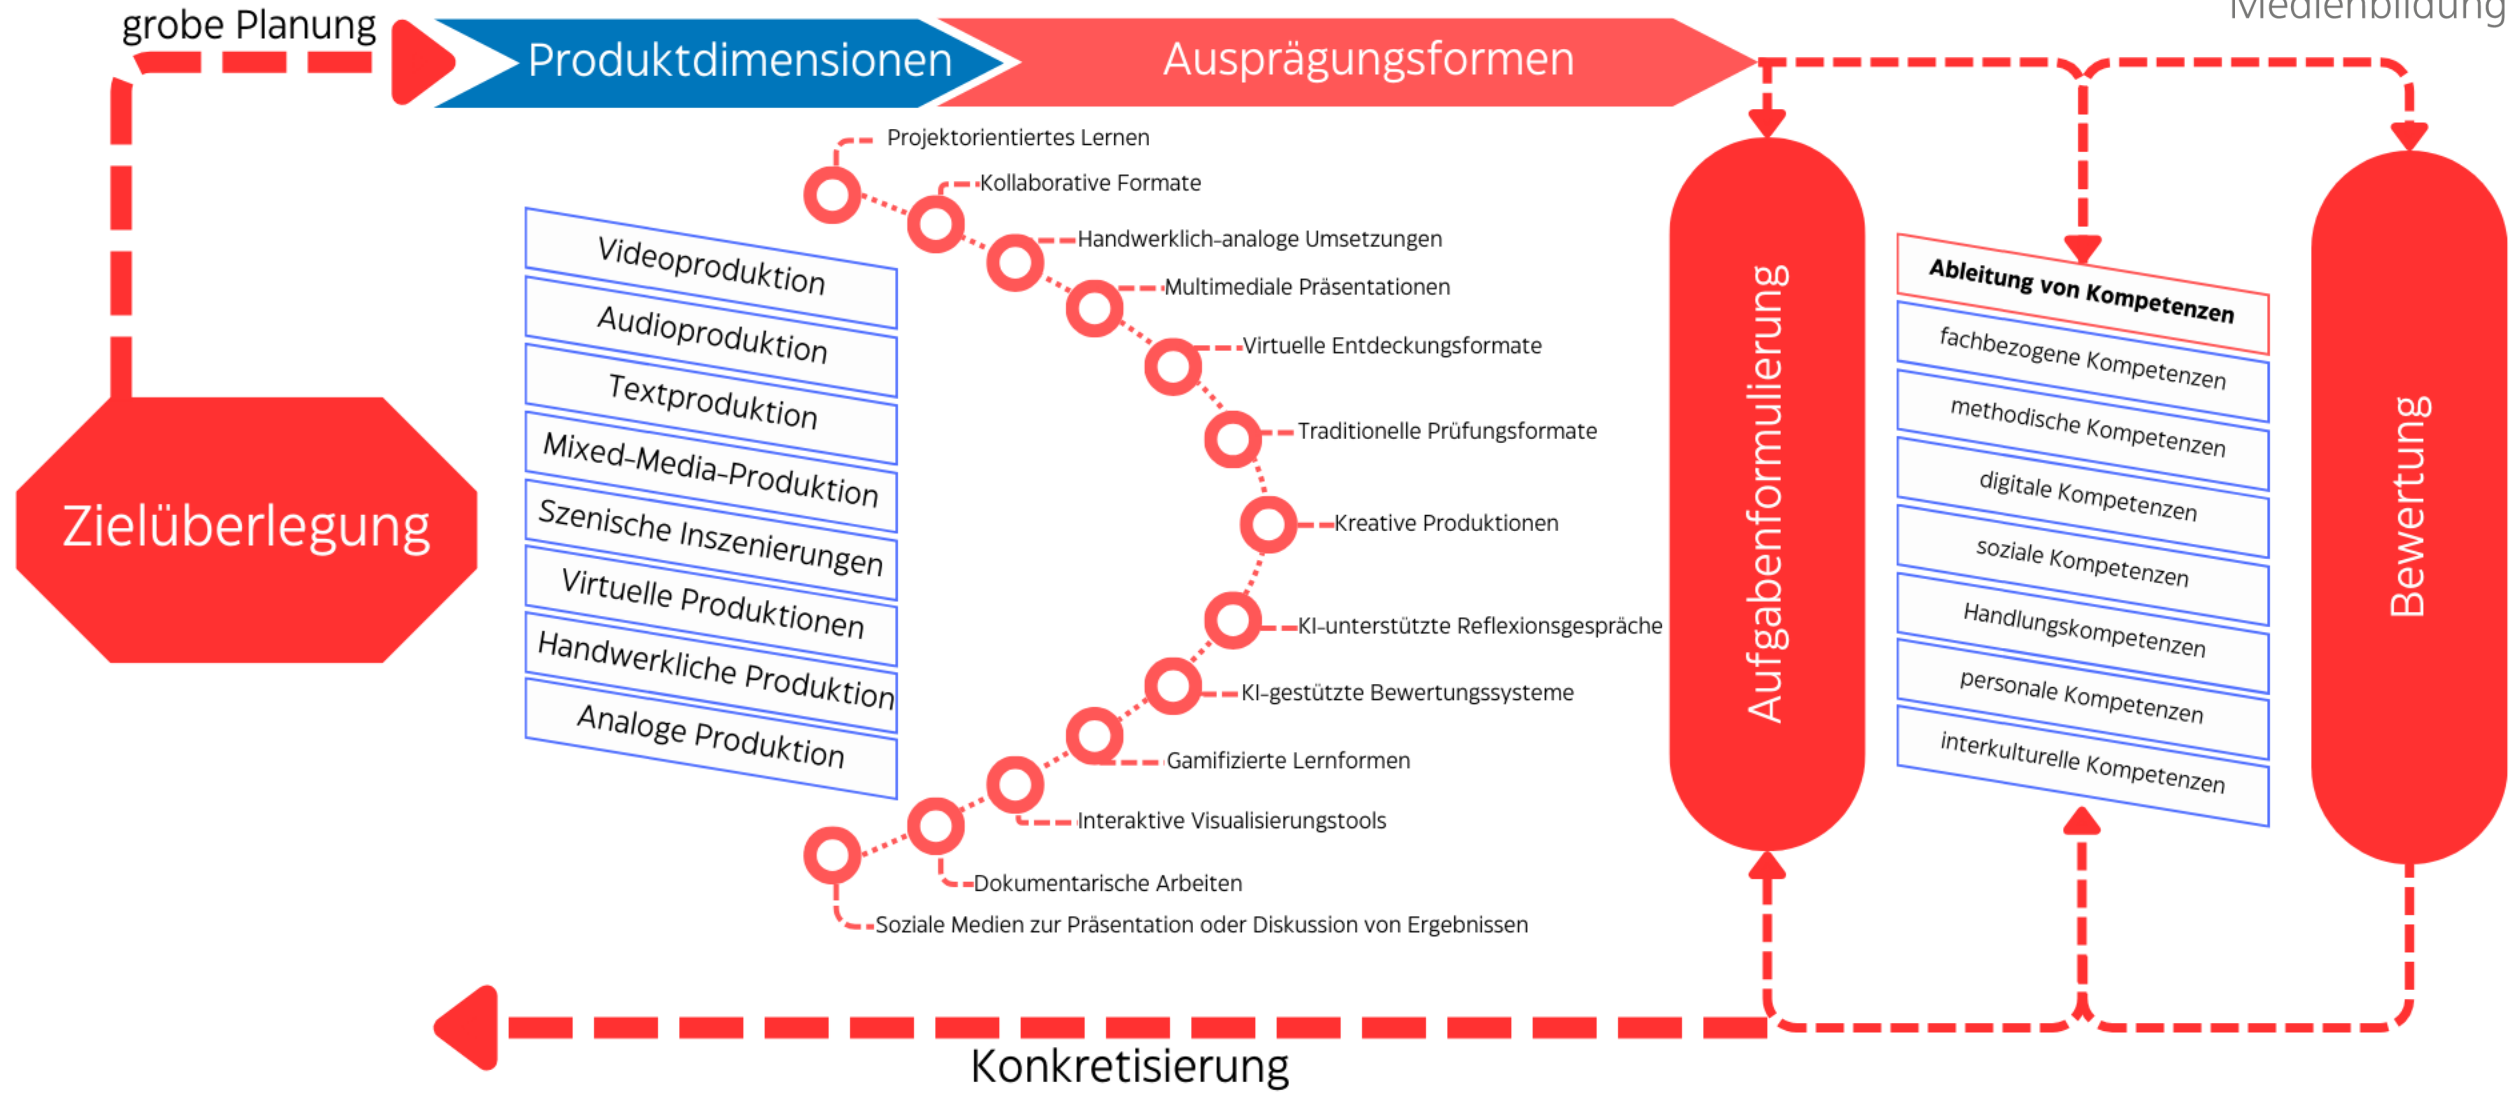 Medienbildung
grobe Planung
Produktdimensionen
Ausprägungsformen
Zielüberlegung
Videoproduktion
Audioproduktion
Textproduktion
Mixed-Media-Produktion
Szenische Inszenierungen
Virtuelle Produktionen
Handwerkliche Produktion
Analoge Produktion
Projektorientiertes Lernen
Kollaborative Formate
Handwerklich-analoge Umsetzungen
Multimediale Präsentationen
Virtuelle Entdeckungsformate
Traditionelle Prüfungsformate
Kreative Produktionen
KI-unterstützte Reflexionsgespräche
KI-gestützte Bewertungssysteme
Gamifizierte Lernformen
Interaktive Visualisierungstools
Dokumentarische Arbeiten
Soziale Medien zur Präsentation oder Diskussion von Ergebnissen
Aufgabenformulierung
Ableitung von Kompetenzen
fachbezogene Kompetenzen
methodische Kompetenzen
digitale Kompetenzen
soziale Kompetenzen
Handlungskompetenzen
personale Kompetenzen
interkulturelle Kompetenzen
Bewertung
Konkretisierung